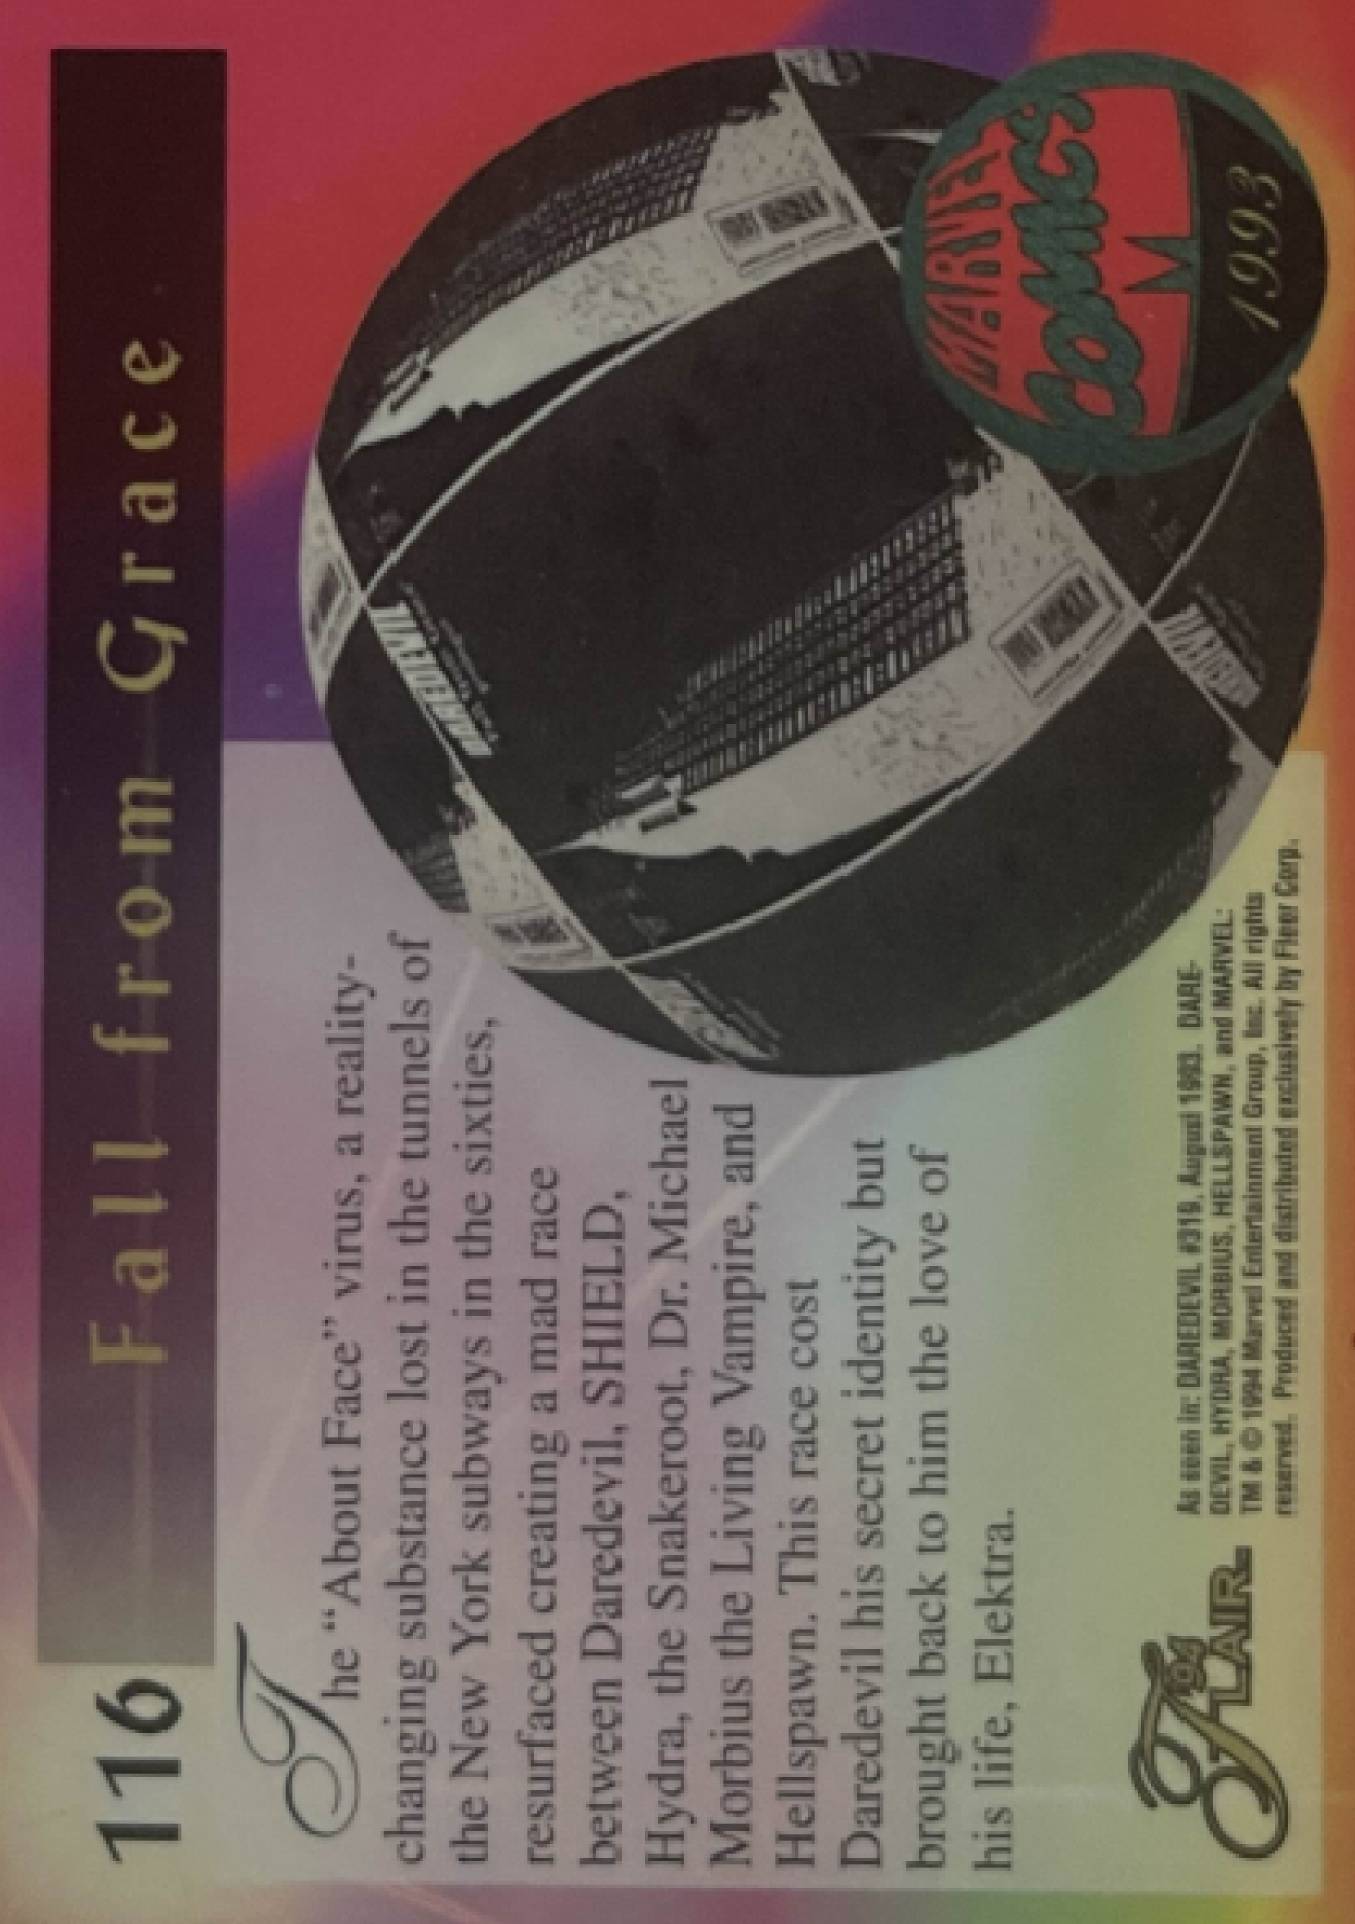 116
Fall from Grace
The “About Face” virus, a reality-
changing substance lost in the tunnels of
the New York subways in the sixties,
resurfaced creating a mad race
between Daredevil, SHIELD,
Hydra, the Snakeroot, Dr. Michael
Morbius the Living Vampire, and
Hellspawn. This race cost
Daredevil his secret identity but
brought back to him the love of
his life, Elektra.
DAREDEVIL
MARVEL
COMICS
M
1993
'94
FLAIR
As seen in: DAREDEVIL #319, August 1993. DARE-
DEVIL, HYDRA, MORBIUS, HELLSPAWN, and MARVEL:
TM & © 1994 Marvel Entertainment Group, Inc. All rights
reserved. Produced and distributed exclusively by Fleer Corp.